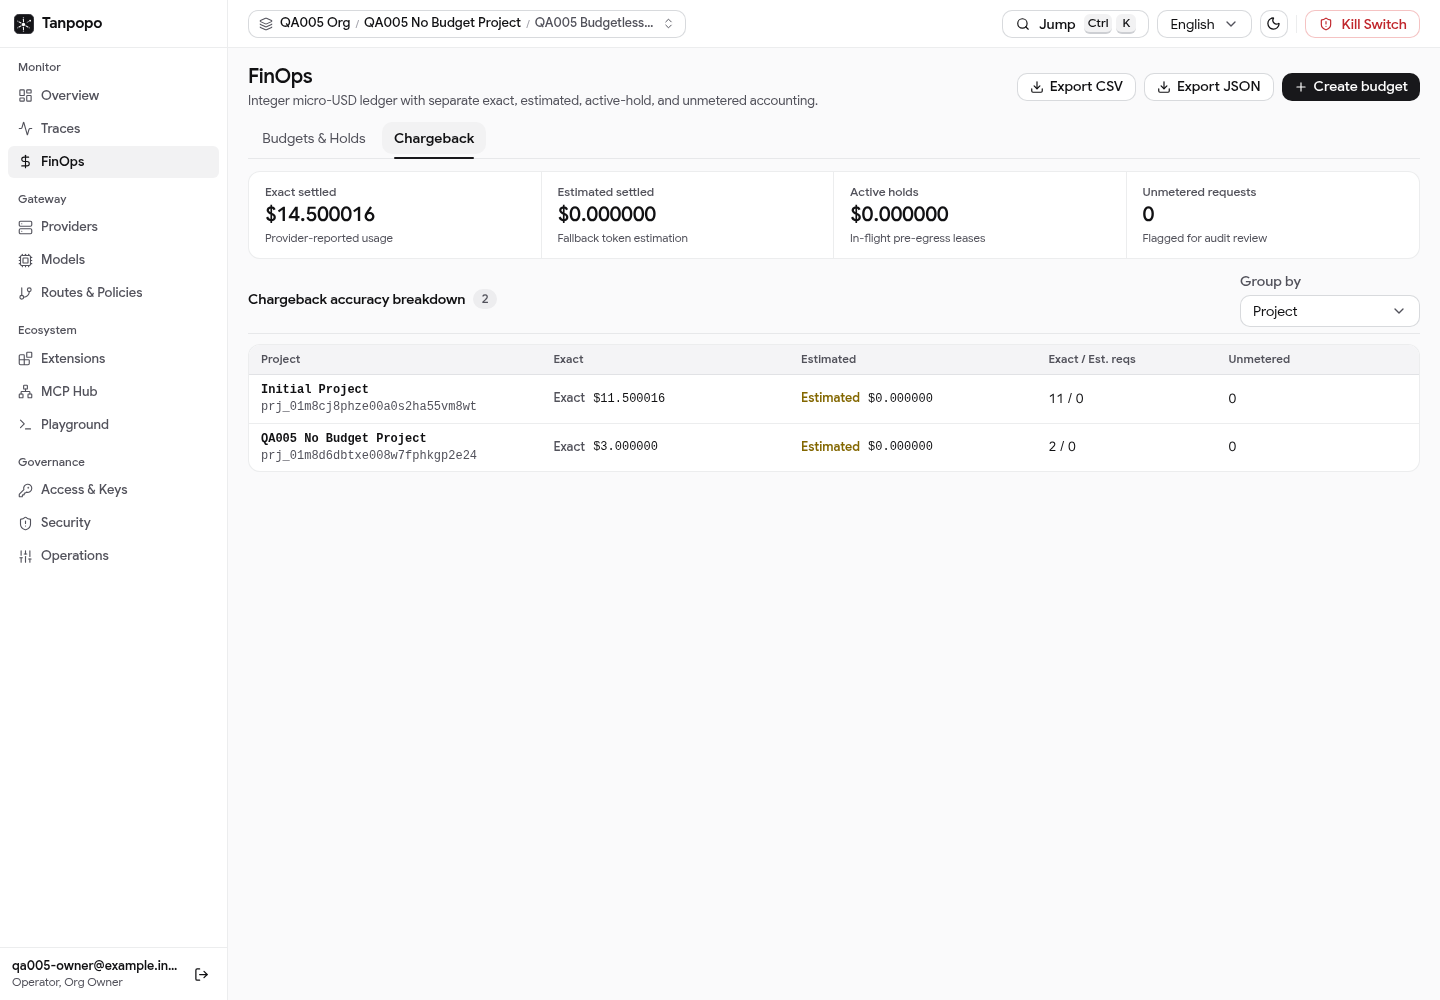 Tanpopo
QA005 Org / QA005 No Budget Project / QA005 Budgetless...
Jump Ctrl K
English
Kill Switch
Monitor
Overview
Traces
FinOps
Gateway
Providers
Models
Routes & Policies
Ecosystem
Extensions
MCP Hub
Playground
Governance
Access & Keys
Security
Operations
qa005-owner@example.in...
Operator, Org Owner
FinOps
Integer micro-USD ledger with separate exact, estimated, active-hold, and unmetered accounting.
Export CSV
Export JSON
Create budget
Budgets & Holds
Chargeback
Exact settled
$14.500016
Provider-reported usage
Estimated settled
$0.000000
Fallback token estimation
Active holds
$0.000000
In-flight pre-egress leases
Unmetered requests
0
Flagged for audit review
Chargeback accuracy breakdown 2
Group by
Project
Project Exact Estimated Exact / Est. reqs Unmetered
Initial Project
prj_01m8cj8phze00a0s2ha55vm8wt
Exact $11.500016 Estimated $0.000000 11 / 0 0
QA005 No Budget Project
prj_01m8d6dbtxe008w7fphkgp2e24
Exact $3.000000 Estimated $0.000000 2 / 0 0